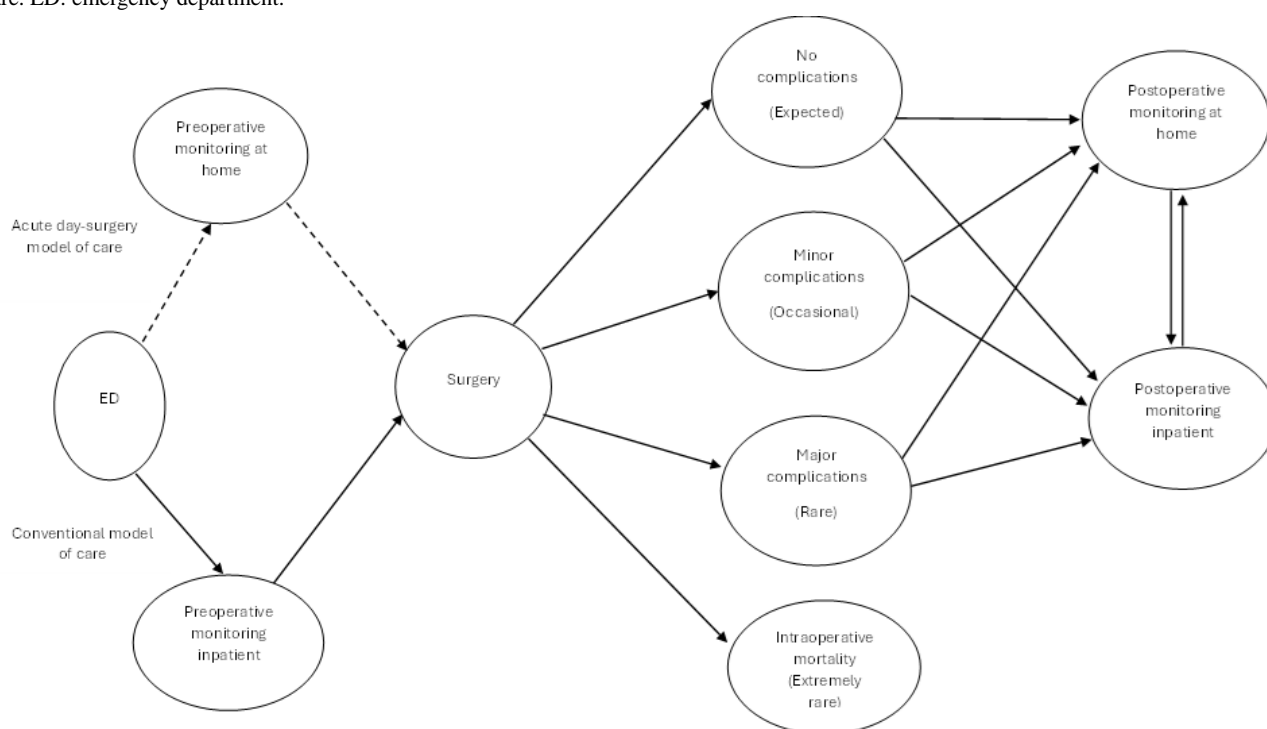 re. ED: emergency department.
No
complications
(Expected)
Postoperative
monitoring at
home
Preoperative
monitoring at
home
Acute day-surgery
model of care
Minor
complications
(Occasional)
Surgery
ED
Postoperative
monitoring
inpatient
Major
complications
(Rare)
Conventional model
of care
Preoperative
monitoring
inpatient
Intraoperative
mortality
(Extremely
rare)